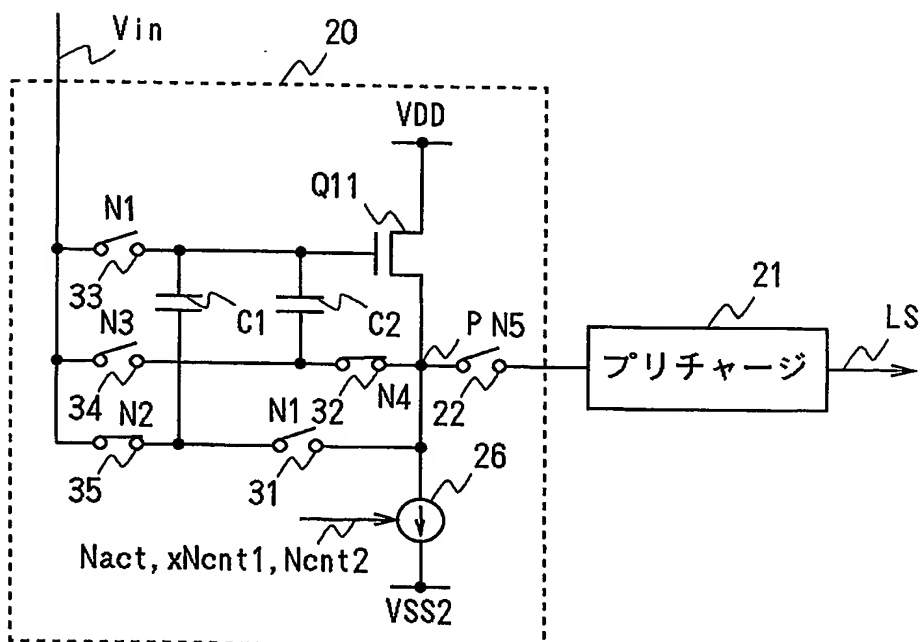 Vin
20
VDD
Q11
N1
33
C1
C2
N3
34
32
N4
P
N5
22
21
プリチャージ
LS
N2
35
N1
31
26
Nact, xNcnt1, Ncnt2
VSS2